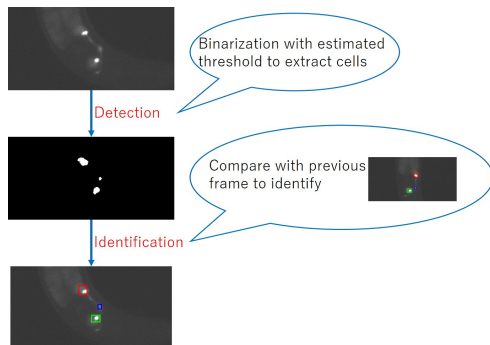 Binarization with estimated
threshold to extract cells
Detection
Compare with previous
frame to identify
Identification